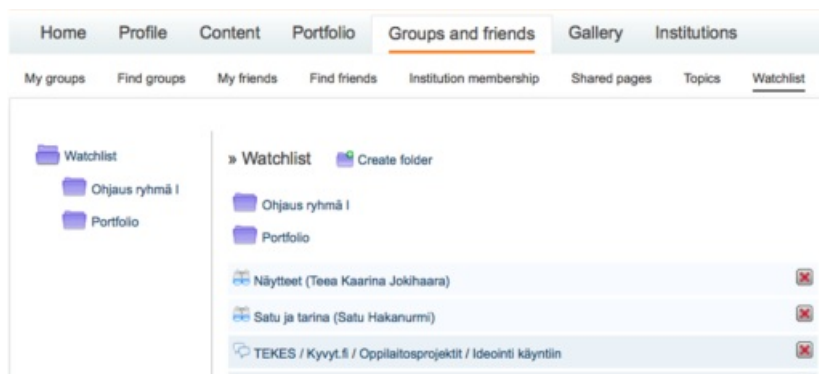 Home Profile Content Portfolio Groups and friends Gallery Institutions
My groups Find groups My friends Find friends Institution membership Shared pages Topics Watchlist
Watchlist
Ohjaus ryhmä I
Portfolio
» Watchlist Create folder
Ohjaus ryhmä I
Portfolio
Näytteet (Teea Kaarina Jokihaara)
Satu ja tarina (Satu Hakanurmi)
TEKES / Kyvyt.fi / Oppilaitosprojektit / Ideointi käyntiin